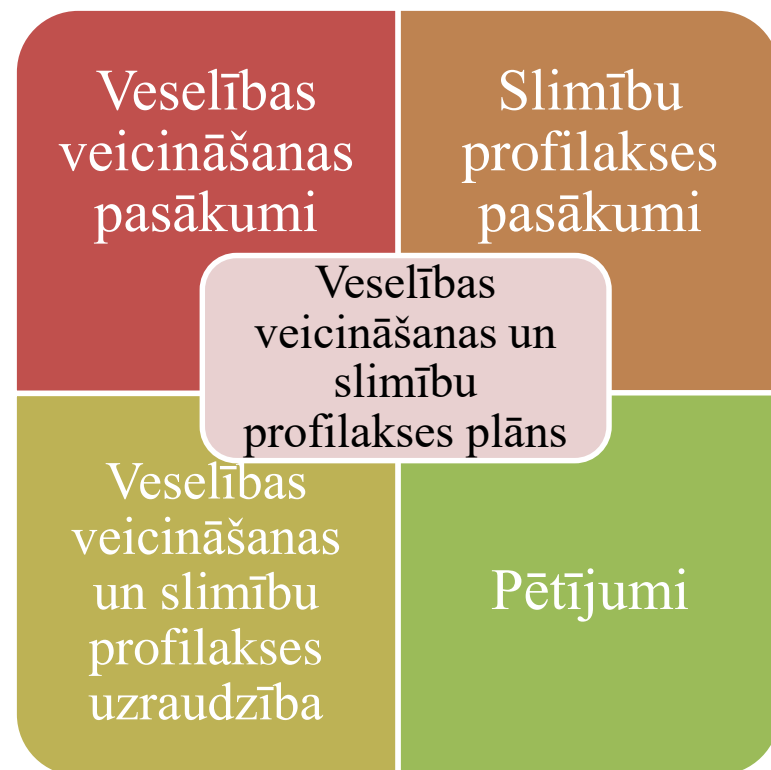 Veselības
veicināšanas
pasākumi
Slimību
profilakses
pasākumi
Veselības
veicināšanas un
slimību
profilakses plāns
Veselības
veicināšanas
un slimību
profilakses
uzraudzība
Pētījumi